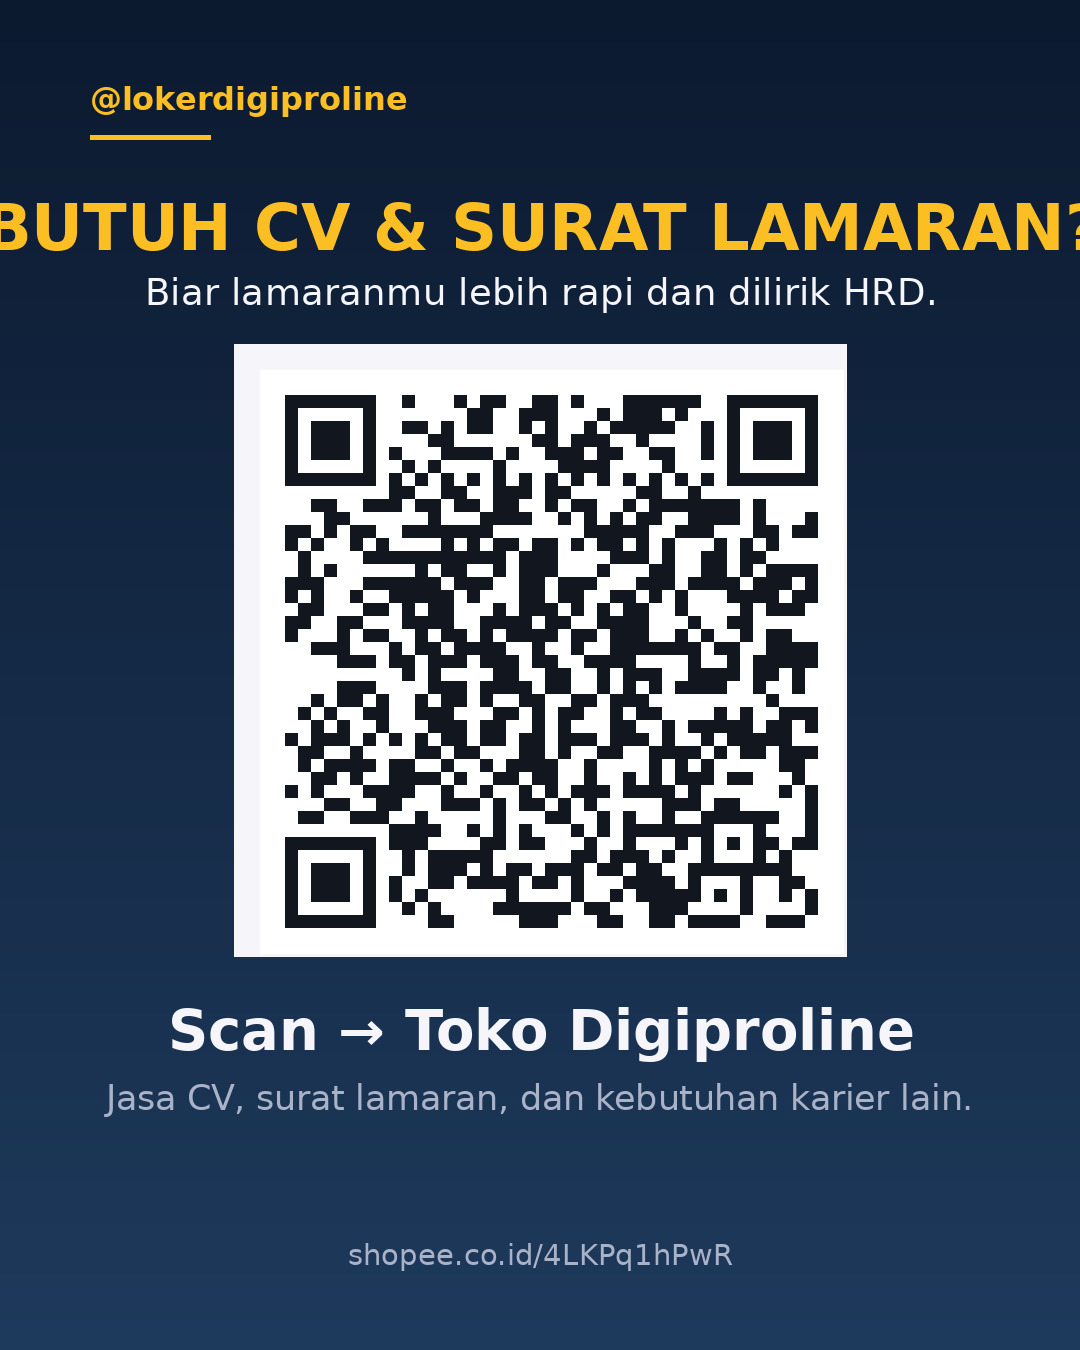 @lokerdigiproline
BUTUH CV & SURAT LAMARAN?
Biar lamaranmu lebih rapi dan dilirik HRD.
Scan → Toko Digiproline
Jasa CV, surat lamaran, dan kebutuhan karier lain.
shopee.co.id/4LKPq1hPwR